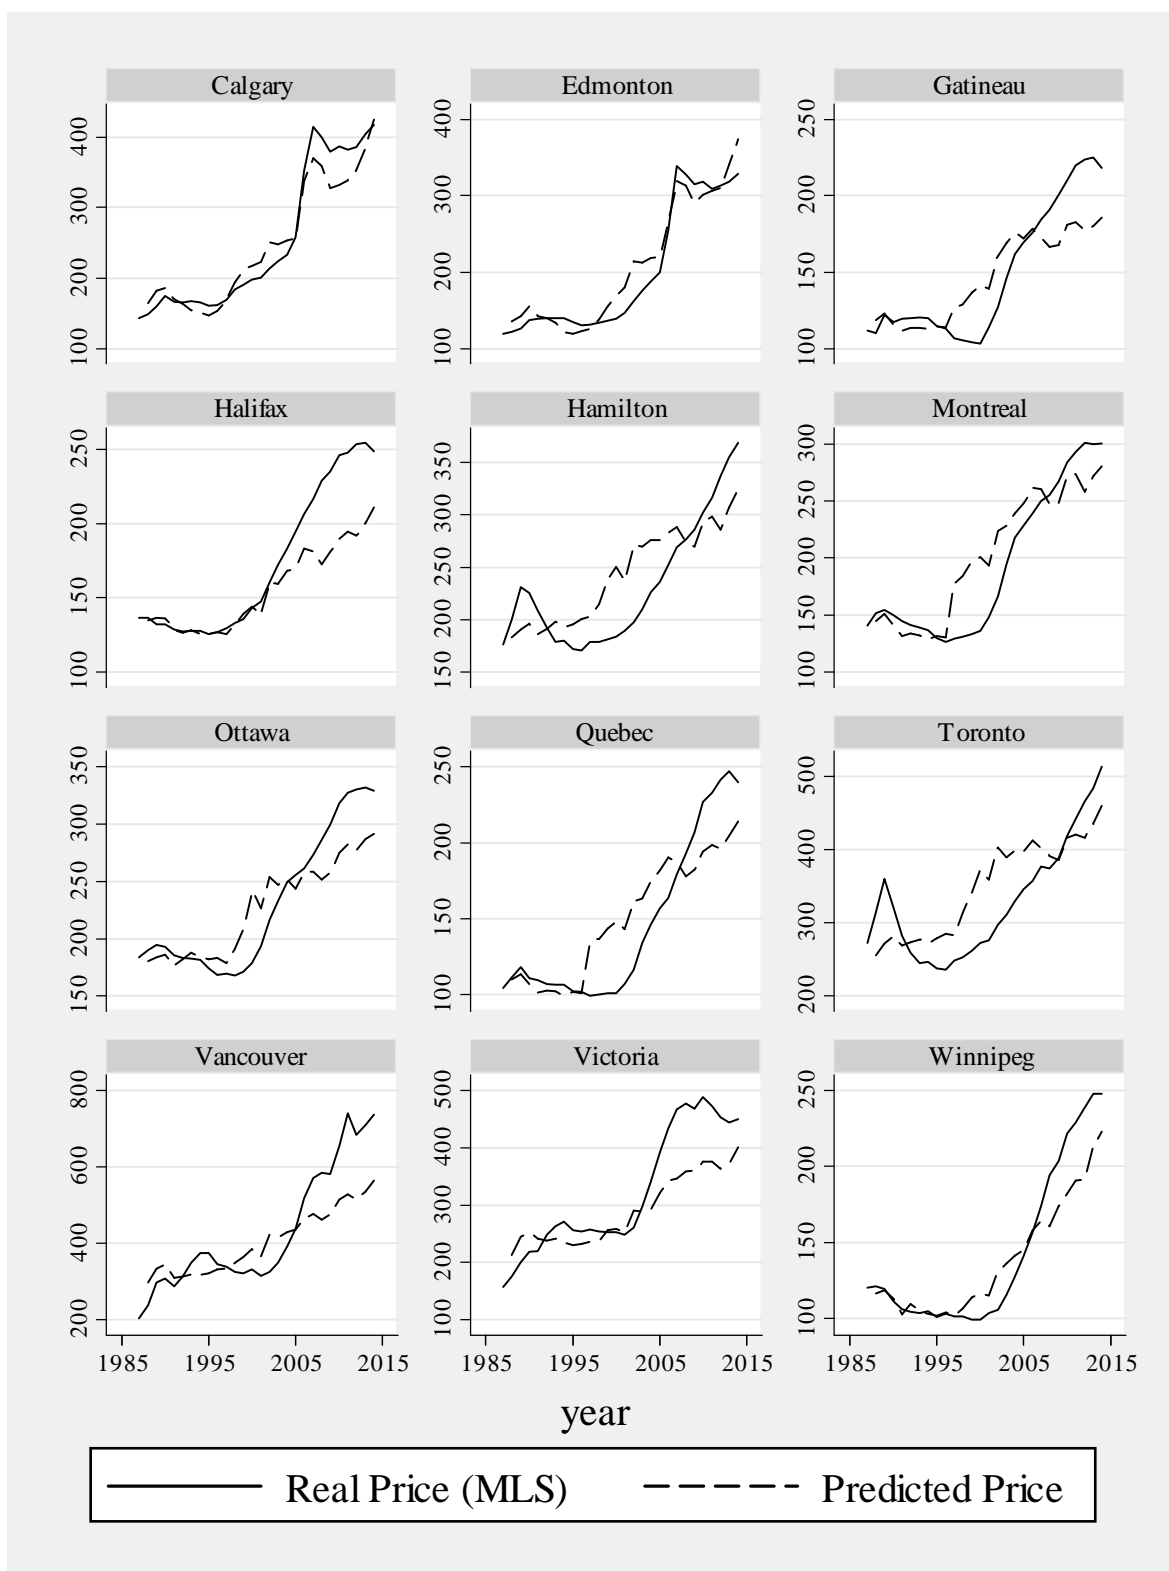 Calgary Edmonton Gatineau
400 300 200 100
400 300 200 100
250 200 150 100
Halifax Hamilton Montreal
250 200 150 100
350 300 250 200 150
300 250 200 150 100
Ottawa Quebec Toronto
350 300 250 200 150
250 200 150 100
500 400 300 200
Vancouver Victoria Winnipeg
800 600 400 200
500 400 300 200 100
250 200 150 100
1985 1995 2005 2015 1985 1995 2005 2015 1985 1995 2005 2015
year
Real Price (MLS) Predicted Price